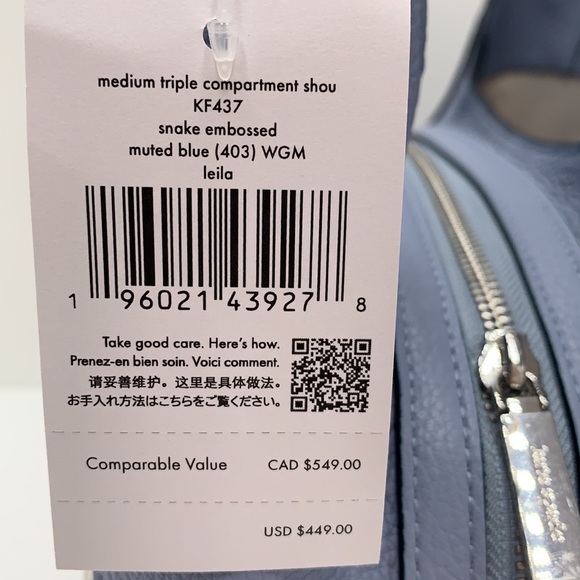 medium triple compartment shou
KF437
snake embossed
muted blue (403) WGM
leila
1 96021 43927 8
Take good care. Here's how.
Prenez-en bien soin. Voici comment.
请妥善维护。这里是具体做法。
お手入れ方法はこちらをご覧ください。
Comparable Value CAD $549.00
USD $449.00